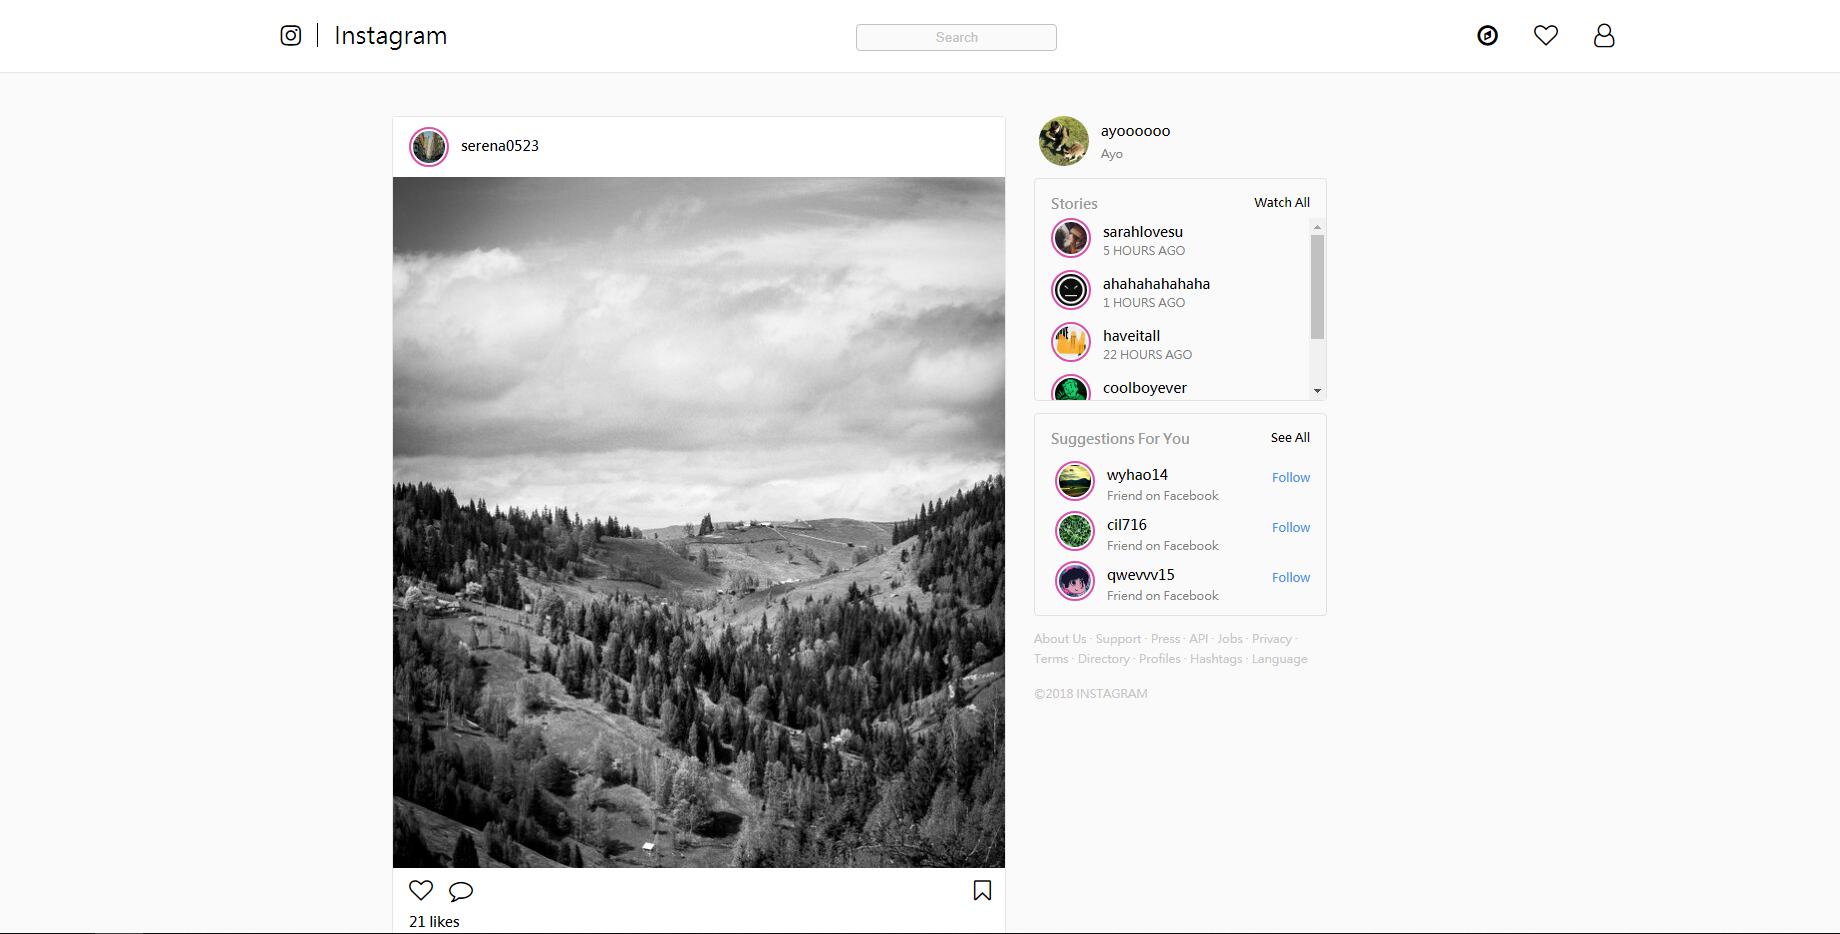 Instagram
Search
serena0523
21 likes
ayoooooo
Ayo
Stories
Watch All
sarahlovesu
5 HOURS AGO
ahahahahahaha
1 HOURS AGO
haveitall
22 HOURS AGO
coolboyever
Suggestions For You
See All
wyhao14
Follow
Friend on Facebook
cil716
Follow
Friend on Facebook
qwevvv15
Follow
Friend on Facebook
About Us · Support · Press · API · Jobs · Privacy ·
Terms · Directory · Profiles · Hashtags · Language
©2018 INSTAGRAM